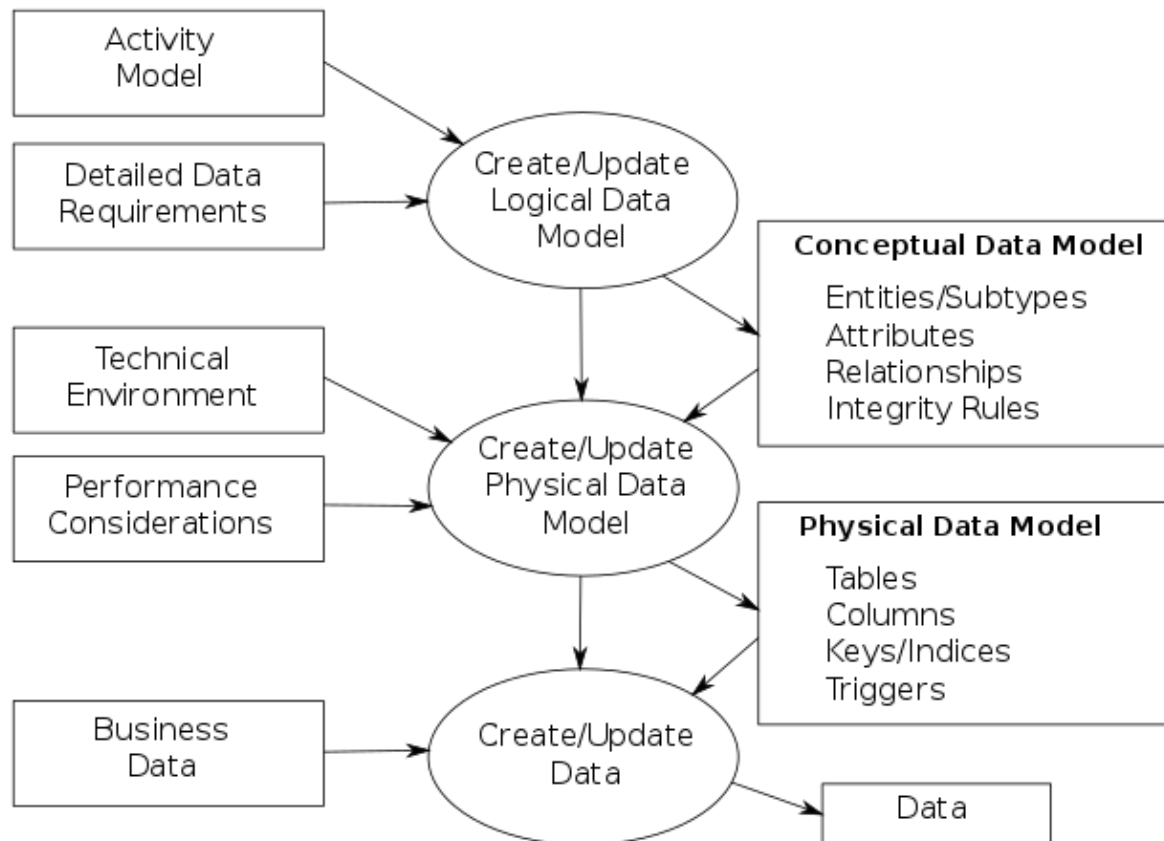 Activity
Model
Detailed Data
Requirements
Create/Update
Logical Data
Model
Conceptual Data Model
Entities/Subtypes
Attributes
Relationships
Integrity Rules
Technical
Environment
Performance
Considerations
Create/Update
Physical Data
Model
Physical Data Model
Tables
Columns
Keys/Indices
Triggers
Business
Data
Create/Update
Data
Data